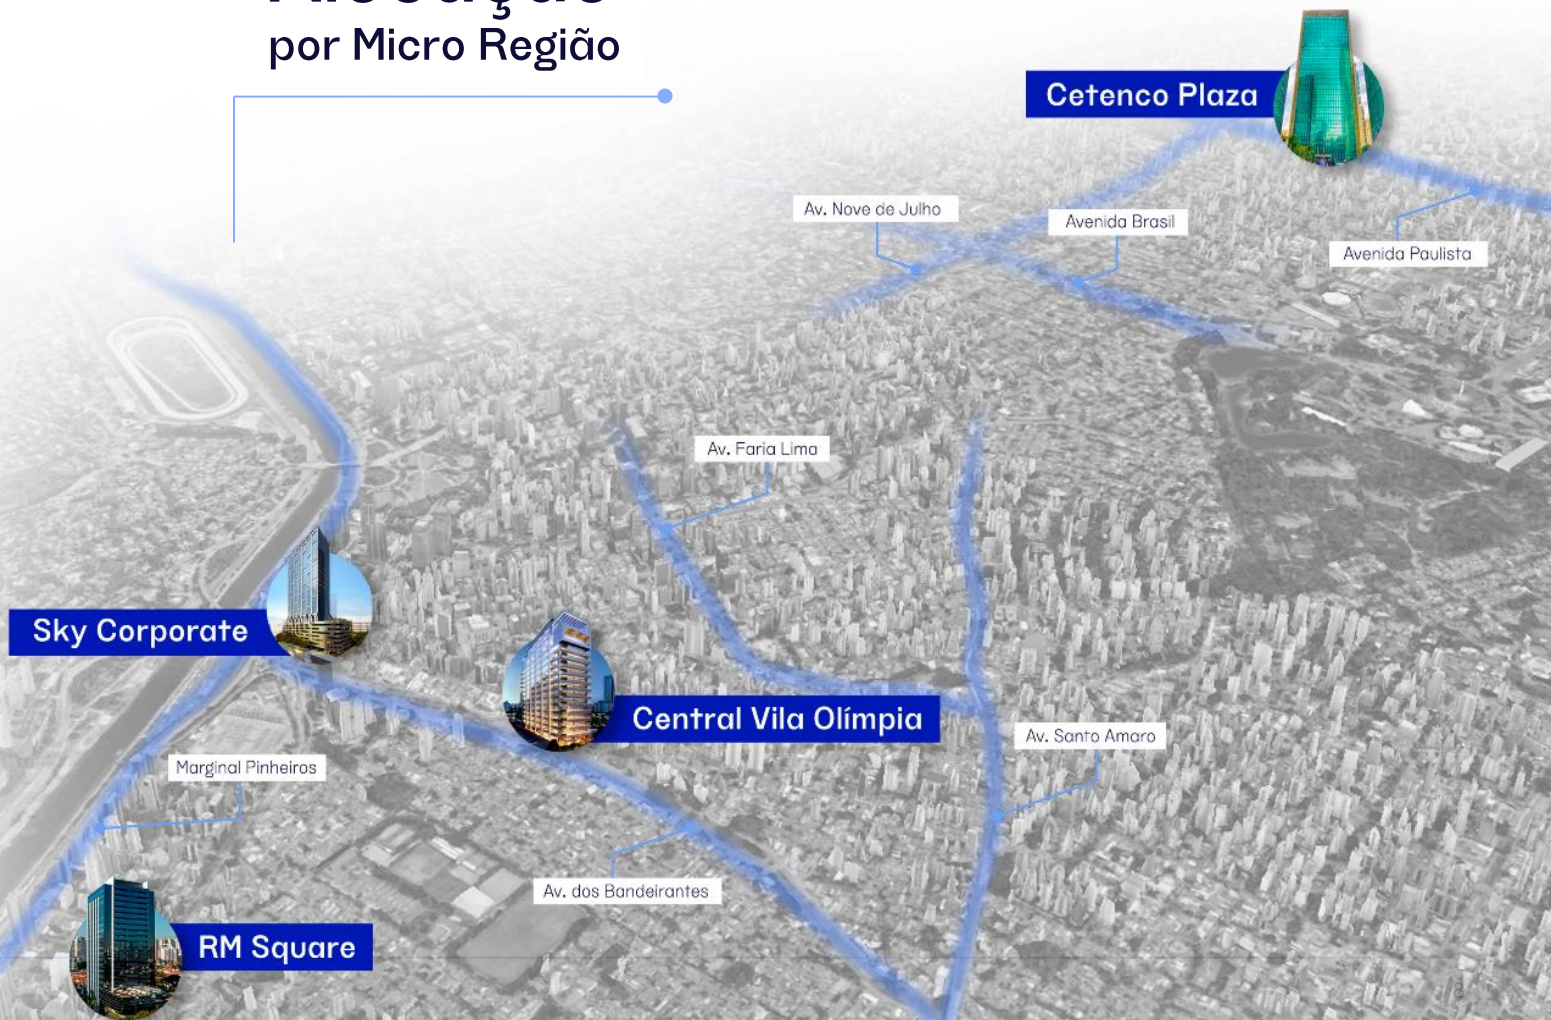 por Micro Região
Cetenco Plaza
Av. Nove de Julho
Avenida Brasil
Avenida Paulista
Av. Faria Lima
Sky Corporate
Central Vila Olímpia
Av. Santo Amaro
Marginal Pinheiros
Av. dos Bandeirantes
RM Square